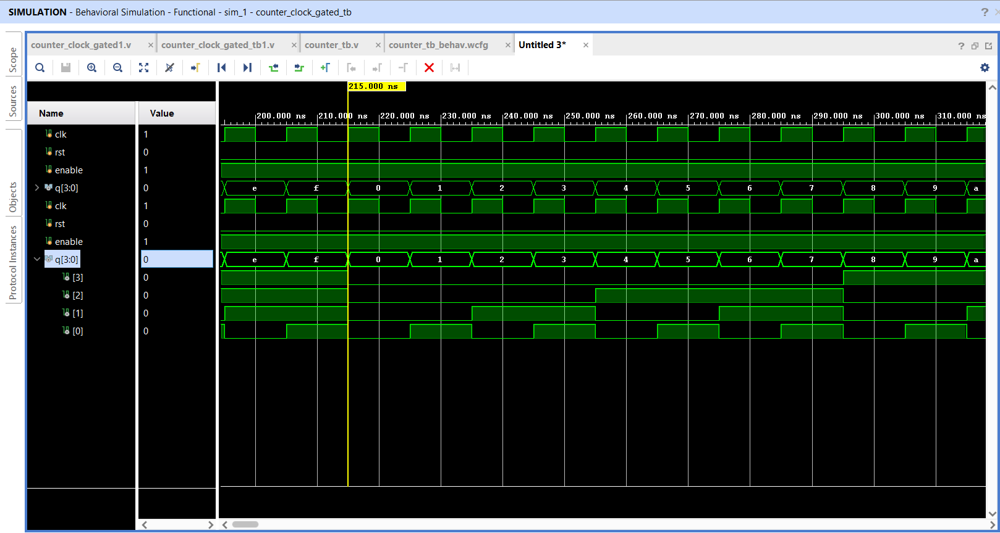 SIMULATION - Behavioral Simulation - Functional - sim_1 - counter_clock_gated_tb ? ×
Scope
Sources
Objects
Protocol Instances
counter_clock_gated1.v × counter_clock_gated_tb1.v × counter_tb.v × counter_tb_behav.wcfg × Untitled 3* × ?
215.000 ns
Name Value
200.000 ns 210.000 ns 220.000 ns 230.000 ns 240.000 ns 250.000 ns 260.000 ns 270.000 ns 280.000 ns 290.000 ns 300.000 ns 310.000 ns
clk 1
rst 0
enable 1
q[3:0] 0 e f 0 1 2 3 4 5 6 7 8 9 a
clk 1
rst 0
enable 1
q[3:0] 0 e f 0 1 2 3 4 5 6 7 8 9 a
[3] 0
[2] 0
[1] 0
[0] 0